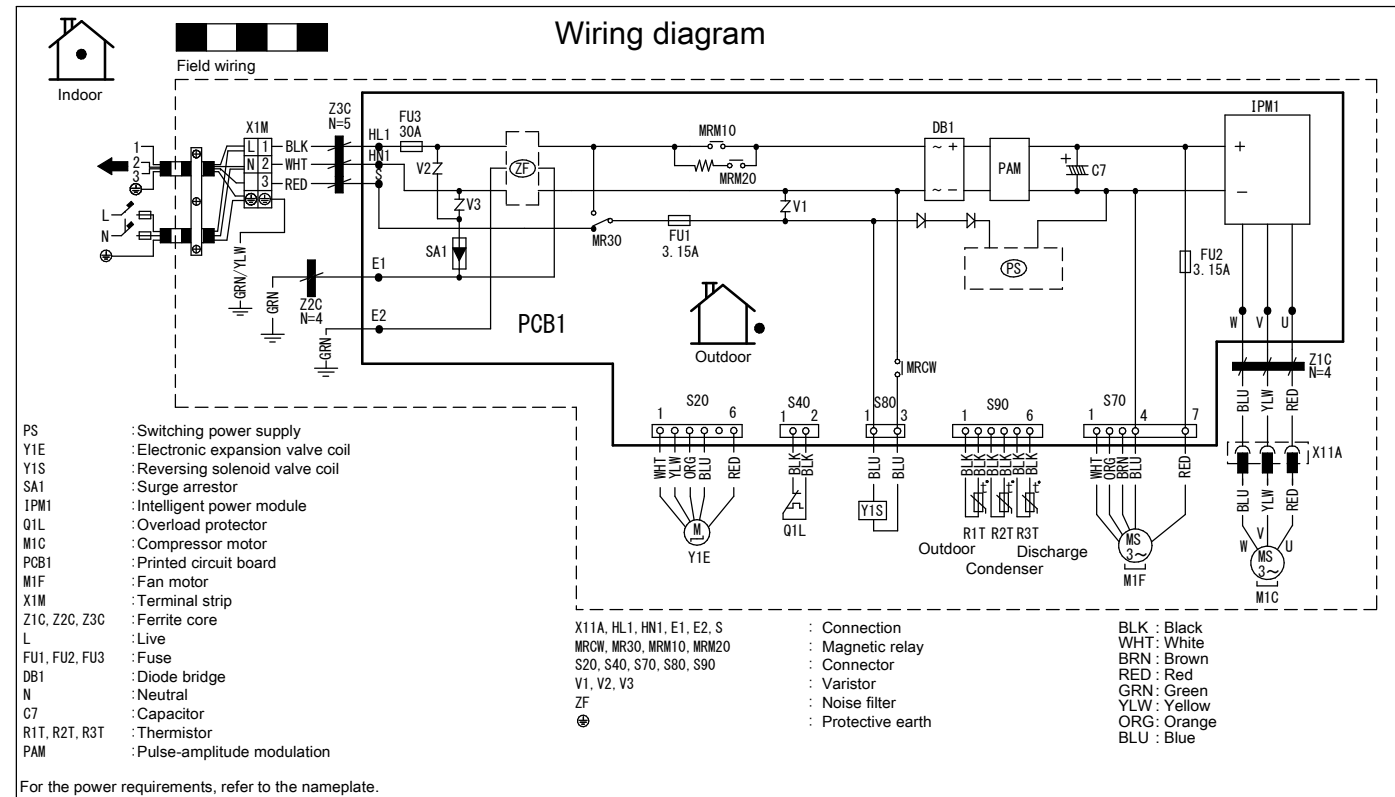 Wiring diagram
Indoor
Field wiring
1
2
3
L
N
X1M
L 1
N 2
3
BLK
WHT
RED
Z3C
N=5
HL1
HN1
S
FU3
30A
V2
V3
SA1
ZF
MRM10
MRM20
MR30
FU1
3.15A
V1
DB1
~ +
~ −
PAM
+
C7
PS
FU2
3.15A
IPM1
+
−
GRN/YLW
GRN
Z2C
N=4
E1
E2
GRN
PCB1
Outdoor
MRCW
W V U
Z1C
N=4
BLU YLW RED
X11A
BLU YLW RED
W V U
MS
3~
M1C
S20
1 6
WHT YLW ORG BLU RED
M
Y1E
S40
1 2
BLK BLK
Q1L
S80
1 3
BLU BLU
Y1S
S90
1 6
BLK BLK BLK BLK BLK BLK
t° t° t°
R1T R2T R3T
Outdoor Discharge
Condenser
S70
1 4 7
WHT ORG BRN BLU RED
MS
3~
M1F
PS : Switching power supply
Y1E : Electronic expansion valve coil
Y1S : Reversing solenoid valve coil
SA1 : Surge arrestor
IPM1 : Intelligent power module
Q1L : Overload protector
M1C : Compressor motor
PCB1 : Printed circuit board
M1F : Fan motor
X1M : Terminal strip
Z1C, Z2C, Z3C : Ferrite core
L : Live
FU1, FU2, FU3 : Fuse
DB1 : Diode bridge
N : Neutral
C7 : Capacitor
R1T, R2T, R3T : Thermistor
PAM : Pulse-amplitude modulation
X11A, HL1, HN1, E1, E2, S : Connection
MRCW, MR30, MRM10, MRM20 : Magnetic relay
S20, S40, S70, S80, S90 : Connector
V1, V2, V3 : Varistor
ZF : Noise filter
: Protective earth
BLK : Black
WHT : White
BRN : Brown
RED : Red
GRN : Green
YLW : Yellow
ORG : Orange
BLU : Blue
For the power requirements, refer to the nameplate.